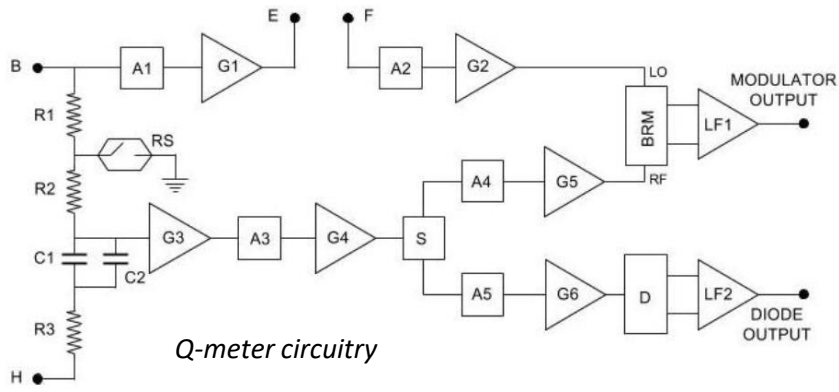 E F
B A1 G1 A2 G2 LO
MODULATOR
OUTPUT
R1 RS BRM LF1
A4 G5 RF
R2
G3 A3 G4 S
C1 C2
A5 G6 D LF2
R3
DIODE
OUTPUT
Q-meter circuitry
H